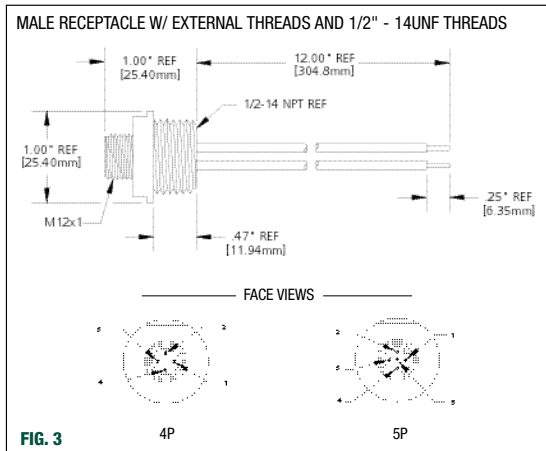 MALE RECEPTACLE W/ EXTERNAL THREADS AND 1/2" - 14UNF THREADS
1.00" REF
[25.40mm]
12.00" REF
[304.8mm]
1/2-14 NPT REF
1.00" REF
[25.40mm]
M12x1
.47" REF
[11.94mm]
.25" REF
[6.35mm]
FACE VIEWS
2
4
1
2
1
4
5
4P
5P
FIG. 3